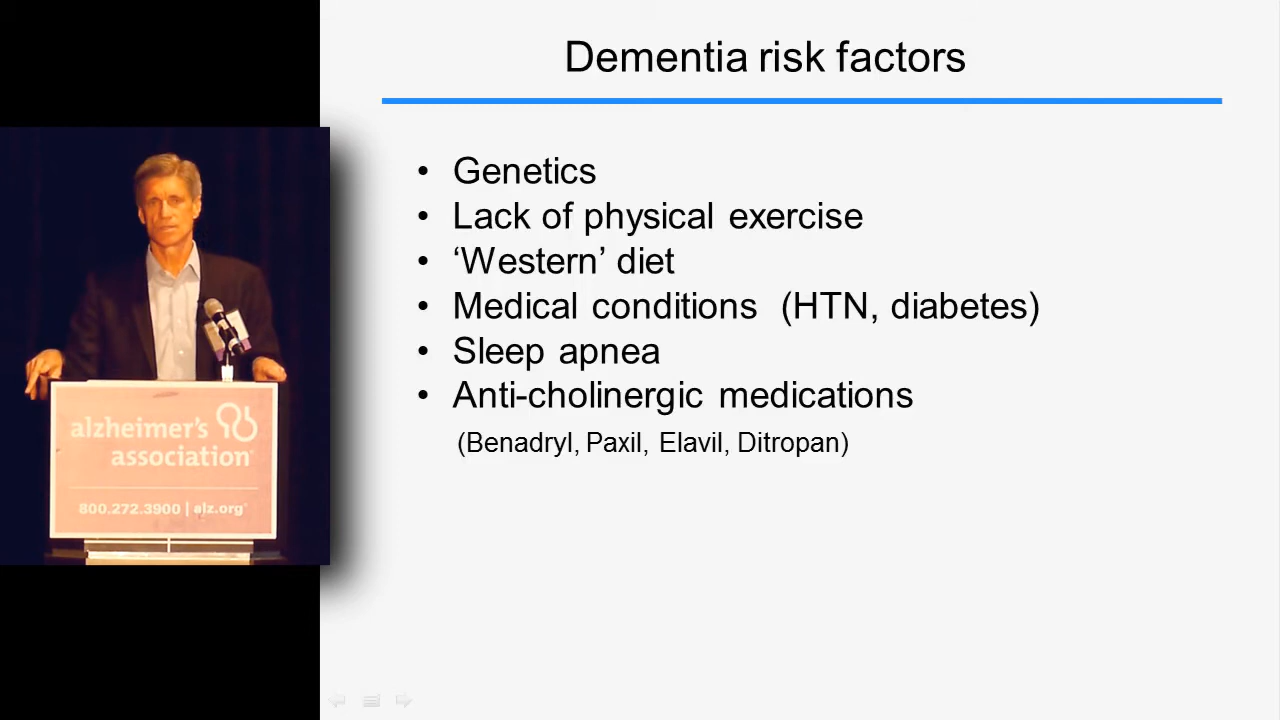 Dementia risk factors
• Genetics
• Lack of physical exercise
• ‘Western’ diet
• Medical conditions (HTN, diabetes)
• Sleep apnea
• Anti-cholinergic medications
(Benadryl, Paxil, Elavil, Ditropan)
alzheimer's
association®
800.272.3900 | alz.org®